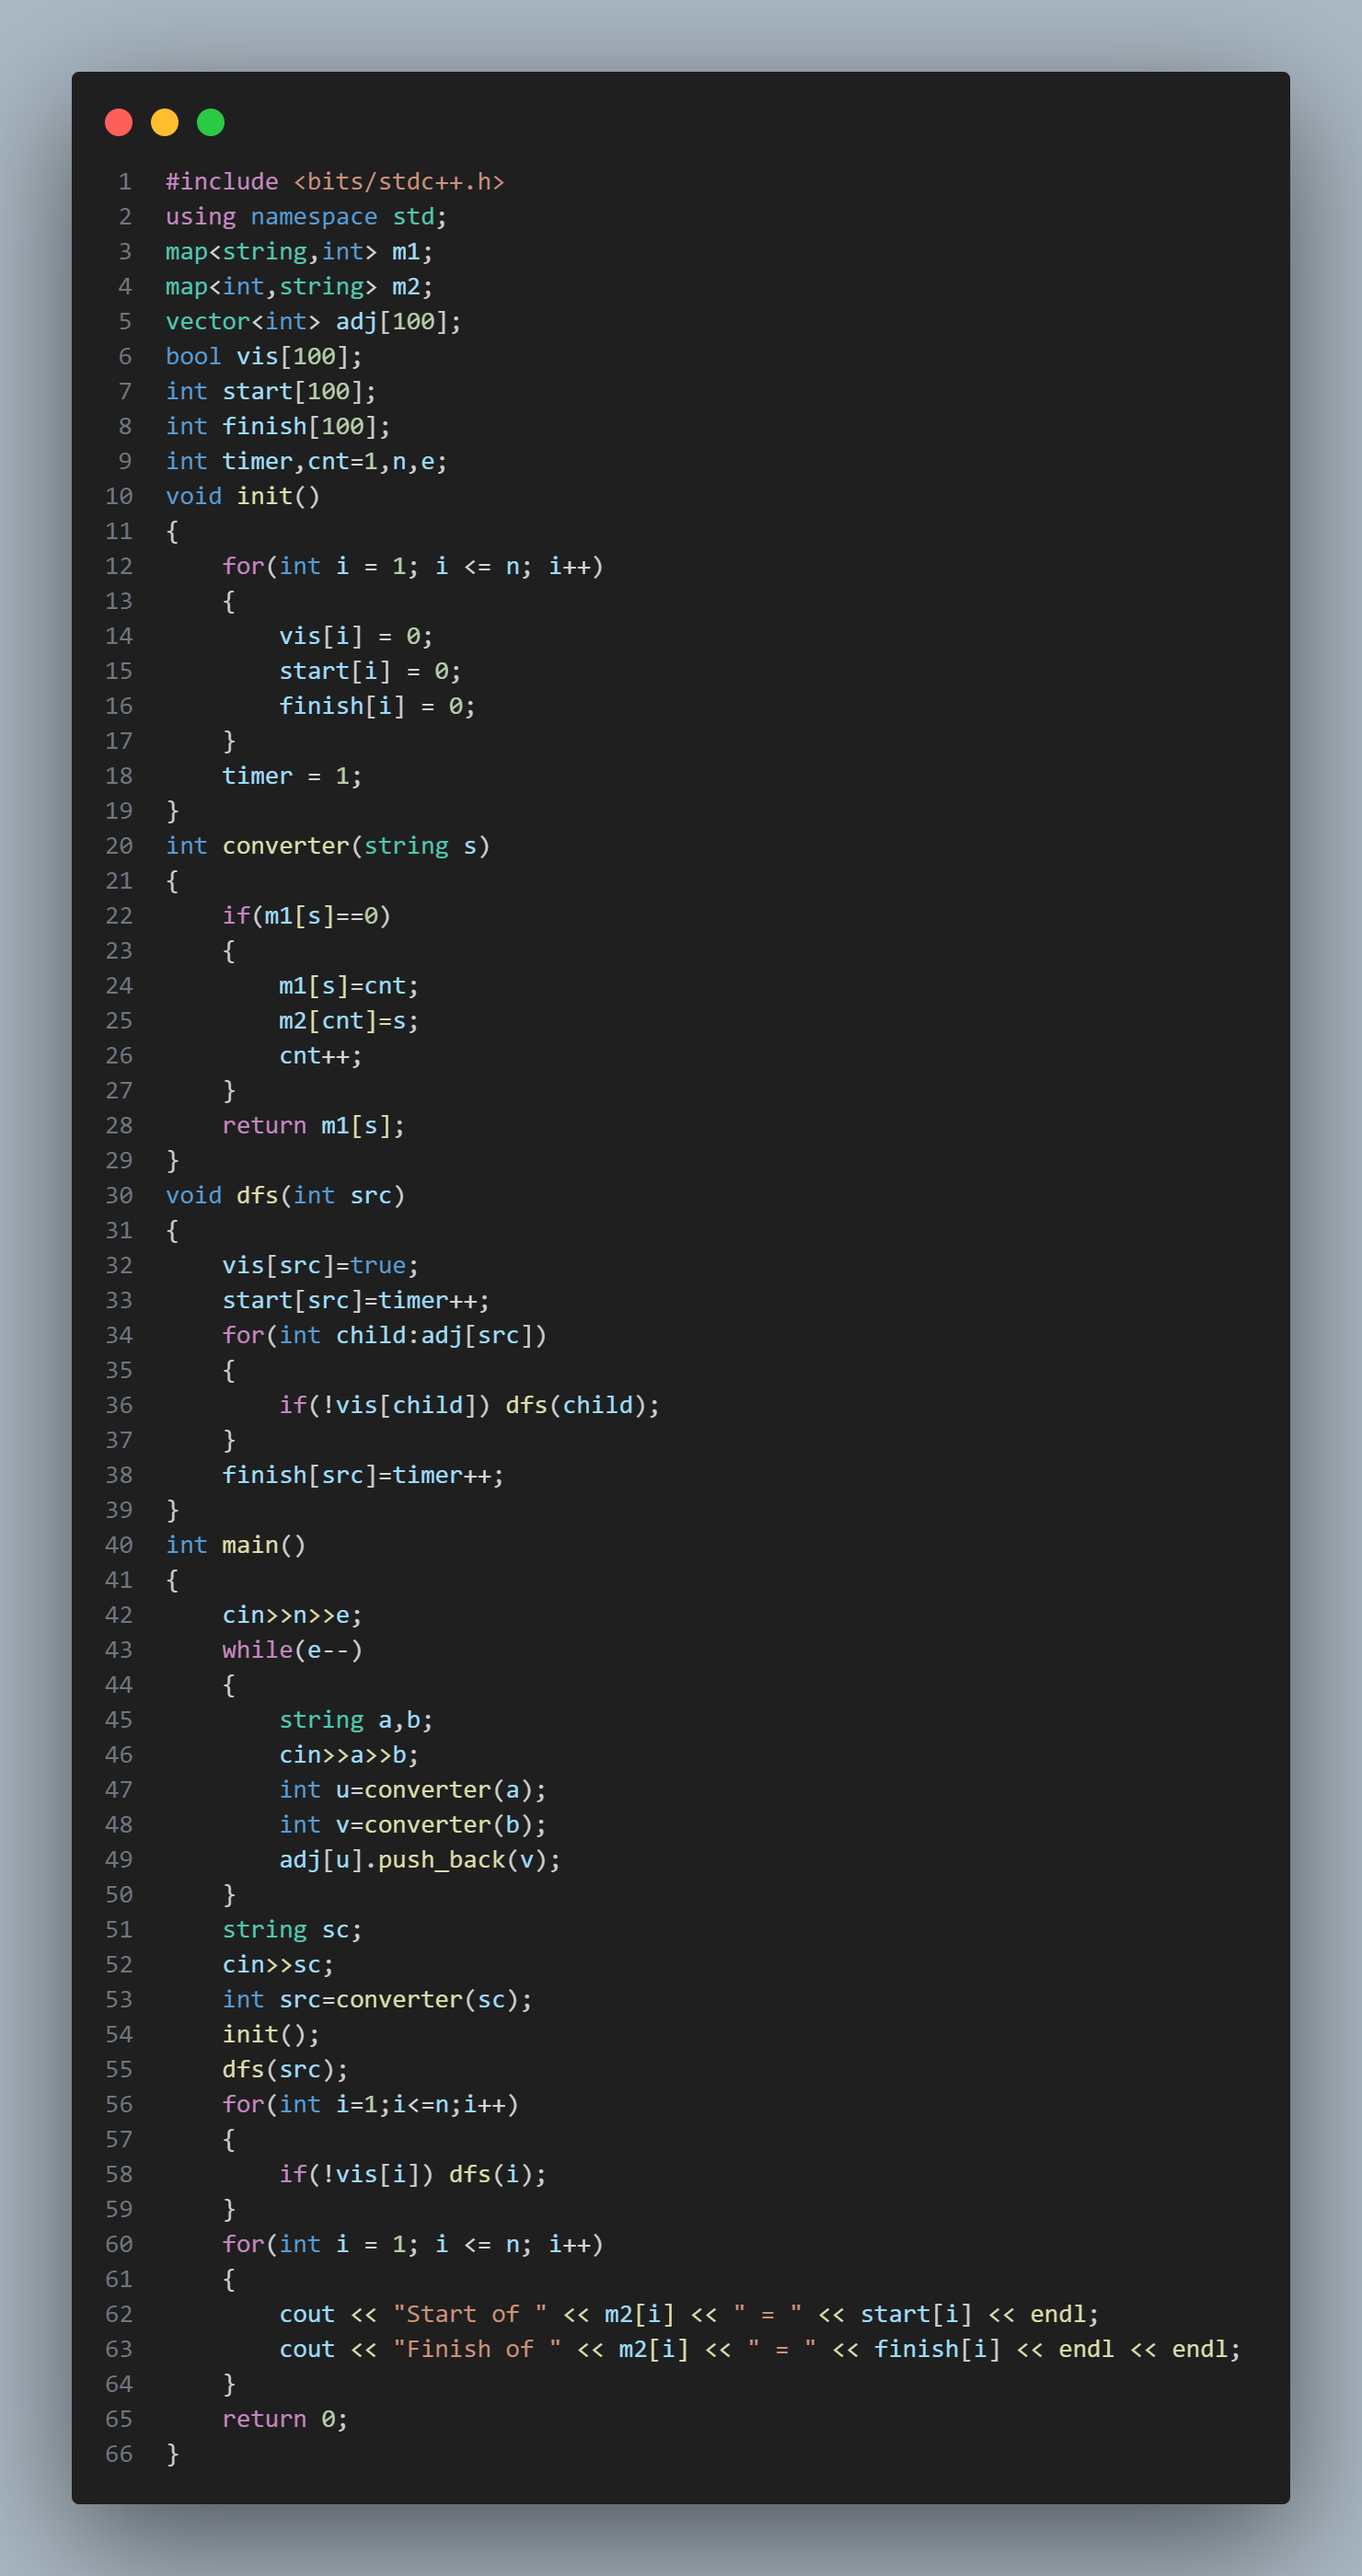 1 #include <bits/stdc++.h>
2 using namespace std;
3 map<string,int> m1;
4 map<int,string> m2;
5 vector<int> adj[100];
6 bool vis[100];
7 int start[100];
8 int finish[100];
9 int timer,cnt=1,n,e;
10 void init()
11 {
12     for(int i = 1; i <= n; i++)
13     {
14         vis[i] = 0;
15         start[i] = 0;
16         finish[i] = 0;
17     }
18     timer = 1;
19 }
20 int converter(string s)
21 {
22     if(m1[s]==0)
23     {
24         m1[s]=cnt;
25         m2[cnt]=s;
26         cnt++;
27     }
28     return m1[s];
29 }
30 void dfs(int src)
31 {
32     vis[src]=true;
33     start[src]=timer++;
34     for(int child:adj[src])
35     {
36         if(!vis[child]) dfs(child);
37     }
38     finish[src]=timer++;
39 }
40 int main()
41 {
42     cin>>n>>e;
43     while(e--)
44     {
45         string a,b;
46         cin>>a>>b;
47         int u=converter(a);
48         int v=converter(b);
49         adj[u].push_back(v);
50     }
51     string sc;
52     cin>>sc;
53     int src=converter(sc);
54     init();
55     dfs(src);
56     for(int i=1;i<=n;i++)
57     {
58         if(!vis[i]) dfs(i);
59     }
60     for(int i = 1; i <= n; i++)
61     {
62         cout << "Start of " << m2[i] << " = " << start[i] << endl;
63         cout << "Finish of " << m2[i] << " = " << finish[i] << endl << endl;
64     }
65     return 0;
66 }